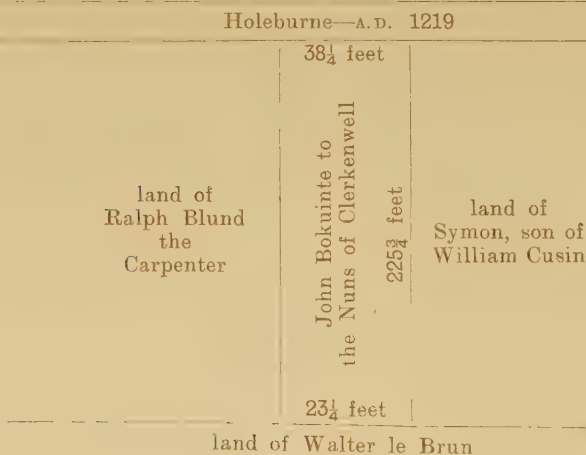 Holeburne—A.D. 1219
38¼ feet
land of
Ralph Blund
the
Carpenter
John Bokuinte to
the Nuns of Clerkenwell
225¾ feet
land of
Symon, son of
William Cusin
23¼ feet
land of Walter le Brun